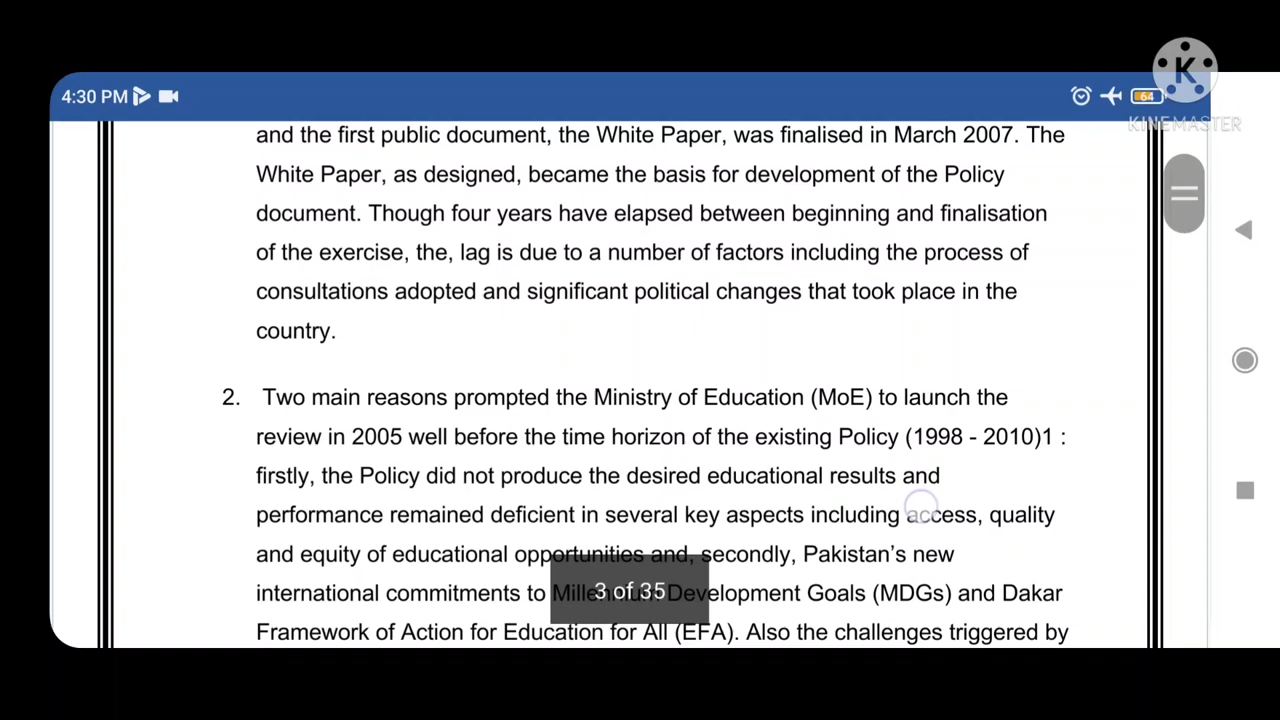 4:30 PM
64
K
KINEMASTER
and the first public document, the White Paper, was finalised in March 2007. The
White Paper, as designed, became the basis for development of the Policy
document. Though four years have elapsed between beginning and finalisation
of the exercise, the, lag is due to a number of factors including the process of
consultations adopted and significant political changes that took place in the
country.
2. Two main reasons prompted the Ministry of Education (MoE) to launch the
review in 2005 well before the time horizon of the existing Policy (1998 - 2010)1 :
firstly, the Policy did not produce the desired educational results and
performance remained deficient in several key aspects including access, quality
and equity of educational opportunities and, secondly, Pakistan's new
international commitments to Millennium Development Goals (MDGs) and Dakar
3 of 35
Framework of Action for Education for All (EFA). Also the challenges triggered by